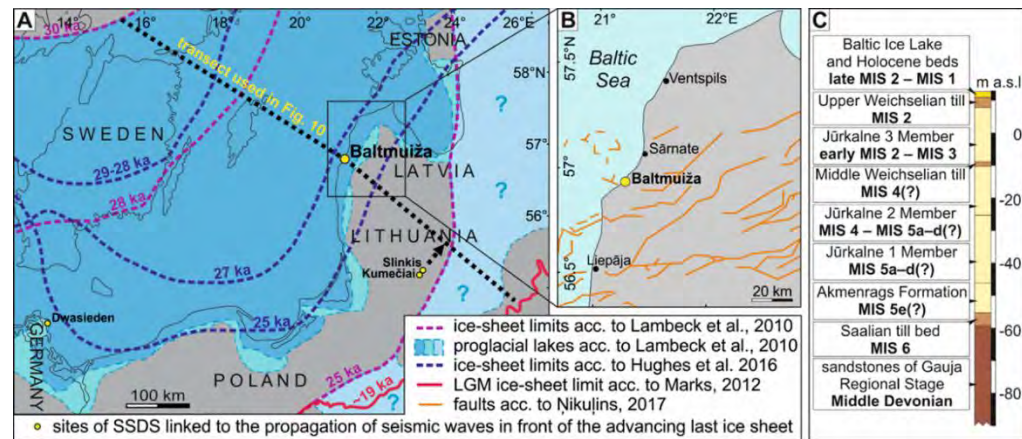 A
14°
16°
18°
20°
22°
24°
26°E
30 ka
ESTONIA
transect used in Fig. 10
58°N
SWEDEN
?
29-28 ka
28 ka
57°
Baltmuiža
LATVIA
?
56°
LITHUANIA
27 ka
Slinkis
Kumečiai
?
Dwasieden
25 ka
GERMANY
POLAND
100 km
25 ka
~19 ka
?
ice-sheet limits acc. to Lambeck et al., 2010
proglacial lakes acc. to Lambeck et al., 2010
ice-sheet limits acc. to Hughes et al. 2016
LGM ice-sheet limit acc. to Marks, 2012
faults acc. to Ņikuļins, 2017
sites of SSDS linked to the propagation of seismic waves in front of the advancing last ice sheet
B
21°
22°E
57.5°N
Baltic
Sea
Ventspils
Sārnate
57°
Baltmuiža
56.5°
Liepāja
20 km
C
Baltic Ice Lake
and Holocene beds
late MIS 2 – MIS 1
m a.s.l.
Upper Weichselian till
MIS 2
Jūrkalne 3 Member
early MIS 2 – MIS 3
0
Middle Weichselian till
MIS 4(?)
-20
Jūrkalne 2 Member
MIS 4 – MIS 5a–d(?)
Jūrkalne 1 Member
MIS 5a–d(?)
-40
Akmenrags Formation
MIS 5e(?)
Saalian till bed
MIS 6
-60
sandstones of Gauja
Regional Stage
Middle Devonian
-80